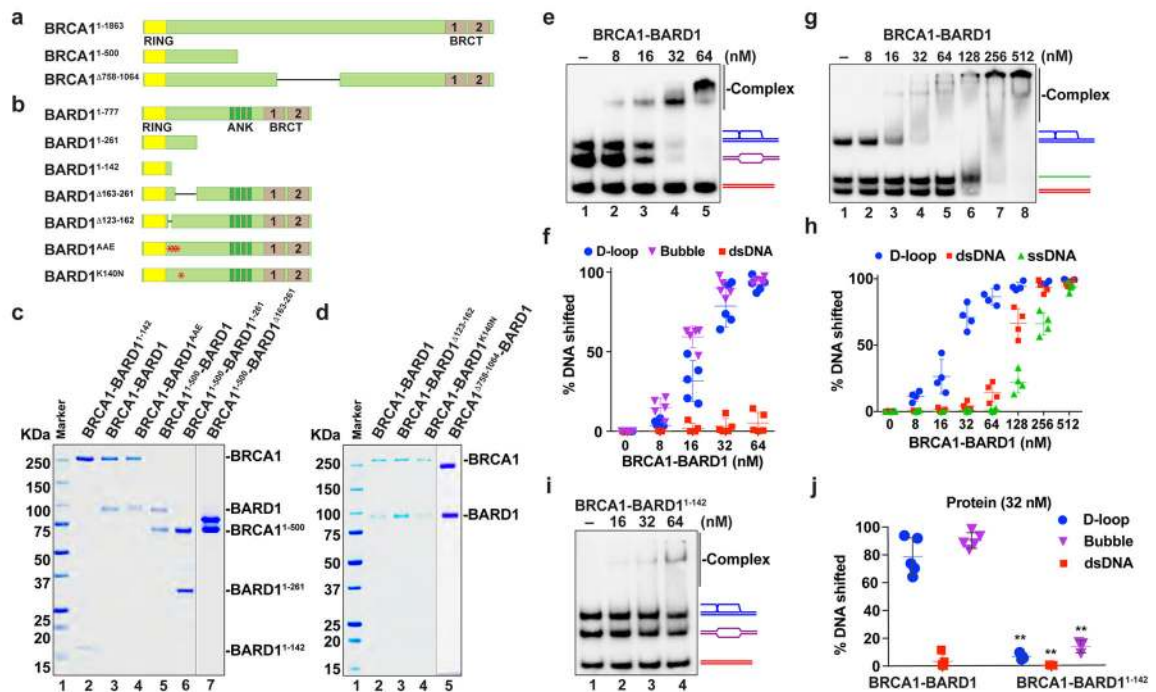 a
BRCA1 1-1863
1 2
RING BRCT
BRCA1 1-500
BRCA1 Δ758-1064
1 2
b
BARD1 1-777
1 2
RING ANK BRCT
BARD1 1-261
BARD1 1-142
BARD1 Δ163-261
1 2
BARD1 Δ123-162
1 2
BARD1 AAE
1 2
BARD1 K140N
1 2
c
KDa
Marker
BRCA1-BARD1 1-142
BRCA1-BARD1
BRCA1-BARD1 AAE
BRCA1 1-500-BARD1
BRCA1 1-500-BARD1 1-261
BRCA1 1-500-BARD1 Δ163-261
250
150
100
75
50
37
25
20
15
-BRCA1
-BARD1
-BRCA1 1-500
-BARD1 1-261
-BARD1 1-142
1 2 3 4 5 6 7
d
KDa
Marker
BRCA1-BARD1
BRCA1-BARD1 Δ123-162
BRCA1-BARD1 K140N
BRCA1 Δ758-1064-BARD1
250
150
100
75
50
37
25
20
15
-BRCA1
-BARD1
1 2 3 4 5
e
BRCA1-BARD1
– 8 16 32 64 (nM)
-Complex
1 2 3 4 5
f
D-loop Bubble dsDNA
% DNA shifted
100
50
0
0 8 16 32 64
BRCA1-BARD1 (nM)
g
BRCA1-BARD1
– 8 16 32 64 128 256 512 (nM)
-Complex
1 2 3 4 5 6 7 8
h
D-loop dsDNA ssDNA
% DNA shifted
100
50
0
0 8 16 32 64 128 256 512
BRCA1-BARD1 (nM)
i
BRCA1-BARD1 1-142
– 16 32 64 (nM)
-Complex
1 2 3 4
j
Protein (32 nM)
D-loop
Bubble
dsDNA
% DNA shifted
100
80
60
40
20
0
** ** **
BRCA1-BARD1 BRCA1-BARD1 1-142